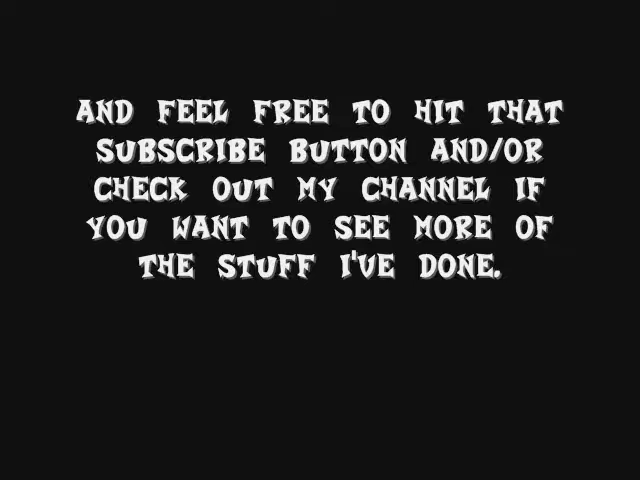 AND FEEL FREE TO HIT THAT
SUBSCRIBE BUTTON AND/OR
CHECK OUT MY CHANNEL IF
YOU WANT TO SEE MORE OF
THE STUFF I'VE DONE.